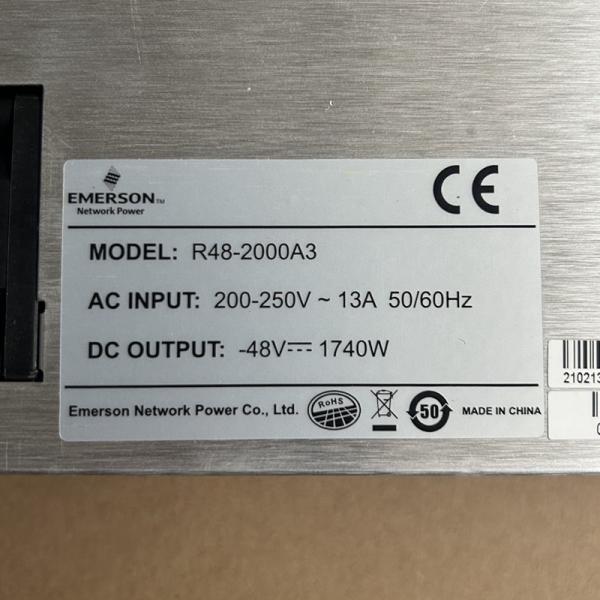 EMERSON™
Network Power
CE
MODEL: R48-2000A3
AC INPUT: 200-250V ~ 13A 50/60Hz
DC OUTPUT: -48V⎓ 1740W
Emerson Network Power Co., Ltd.
RoHS
50
MADE IN CHINA
210213